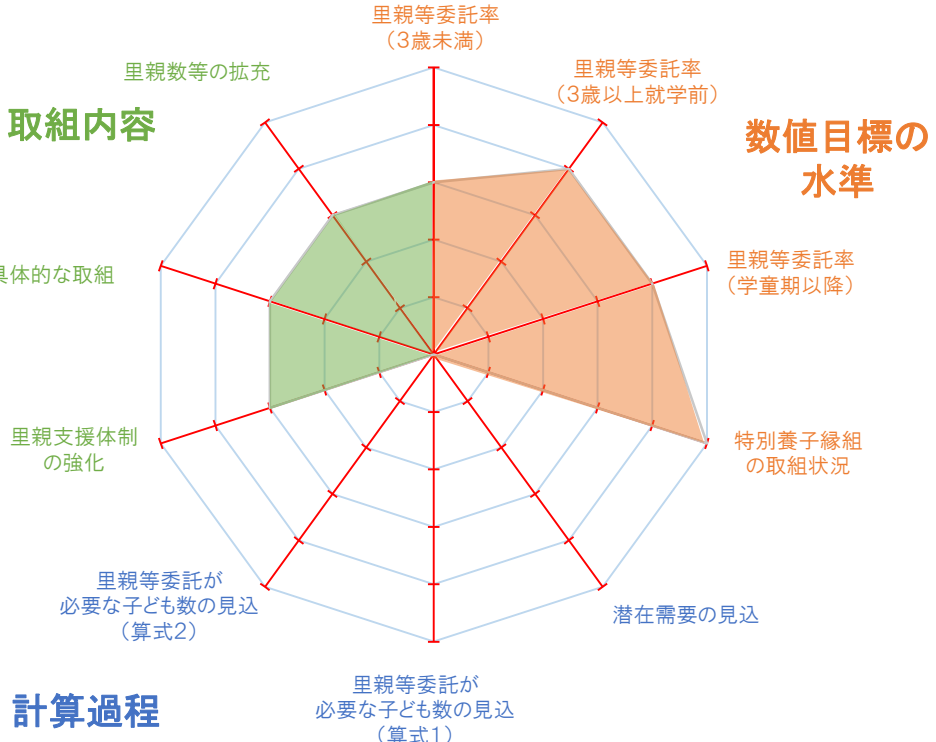 里親等委託率
（3歳未満）
里親等委託率
（3歳以上就学前）
里親数等の拡充
取組内容
数値目標の
水準
里親等委託率
（学童期以降）
具体的な取組
里親支援体制
の強化
特別養子縁組
の取組状況
里親等委託が
必要な子ども数の見込
（算式2）
潜在需要の見込
里親等委託が
必要な子ども数の見込
（算式1）
計算過程